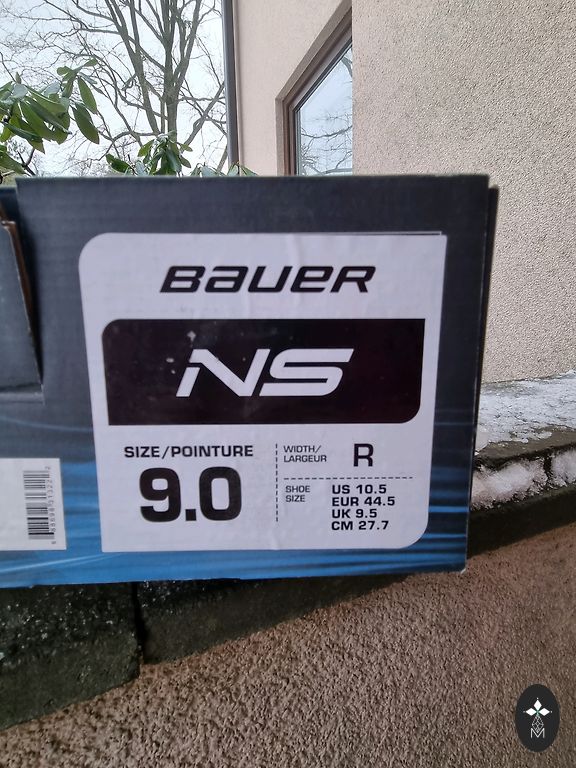 BAUER
NS
SIZE/POINTURE
9.0
WIDTH/
LARGEUR
R
SHOE
SIZE
US 10.5
EUR 44.5
UK 9.5
CM 27.7
M